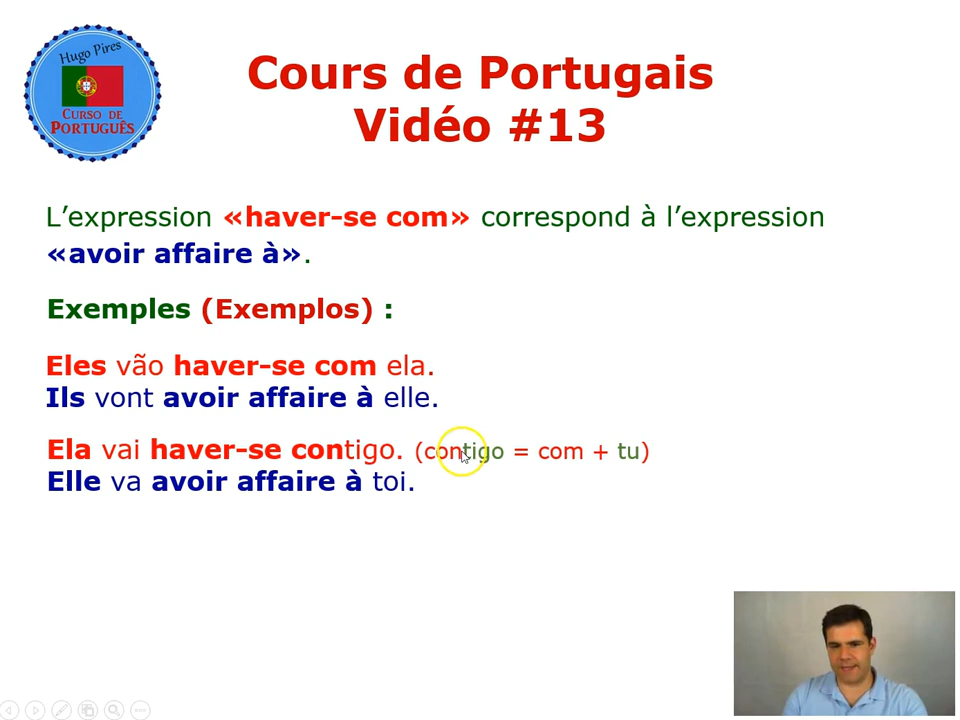 Hugo Pires
CURSO DE
PORTUGUÊS
Cours de Portugais
Vidéo #13
L’expression «haver-se com» correspond à l’expression
«avoir affaire à».
Exemples (Exemplos) :
Eles vão haver-se com ela.
Ils vont avoir affaire à elle.
Ela vai haver-se contigo. (contigo = com + tu)
Elle va avoir affaire à toi.